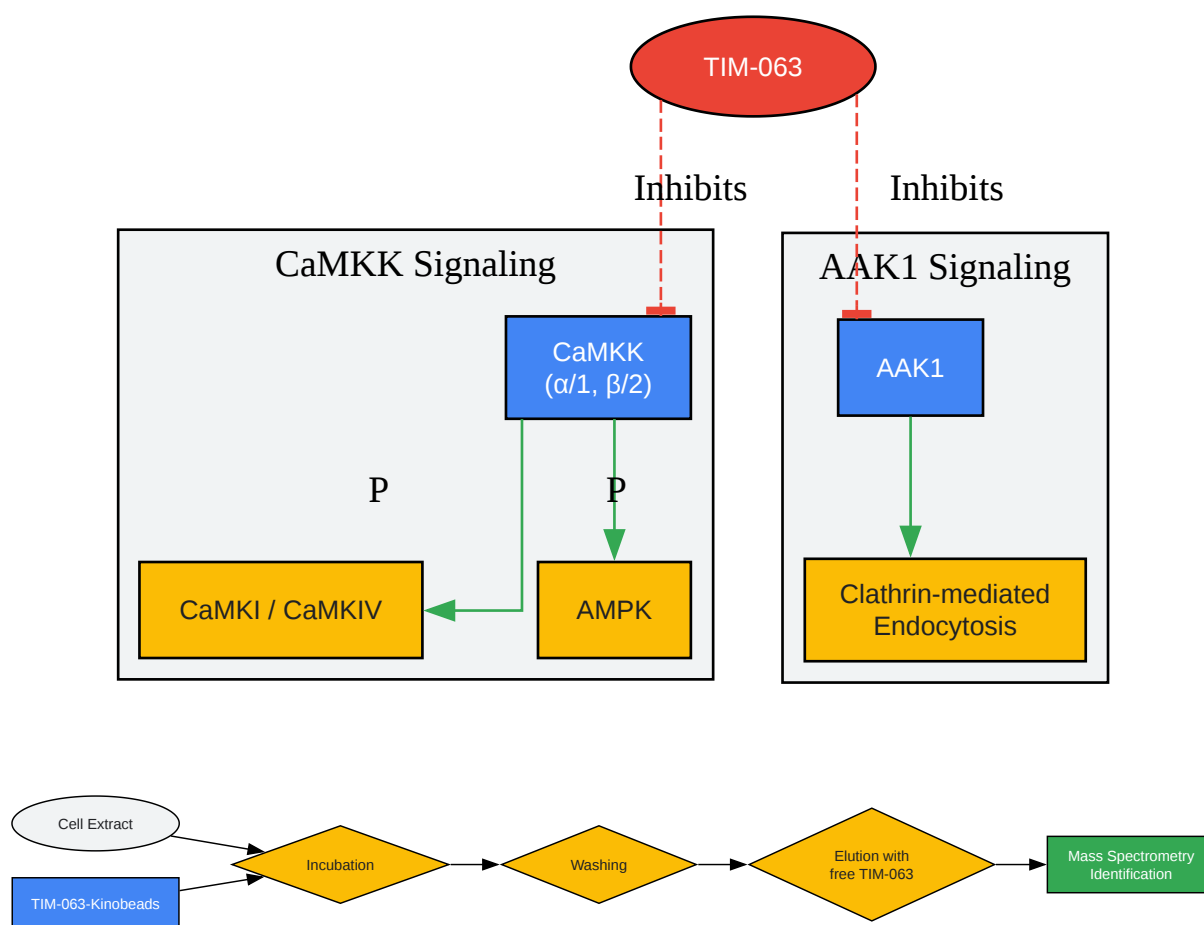 TIM-063
Inhibits
Inhibits
CaMKK Signaling
AAK1 Signaling
CaMKK
(α/1, β/2)
AAK1
P
P
CaMKI / CaMKIV
AMPK
Clathrin-mediated
Endocytosis
Cell Extract
TIM-063-Kinobeads
Incubation
Washing
Elution with
free TIM-063
Mass Spectrometry
Identification